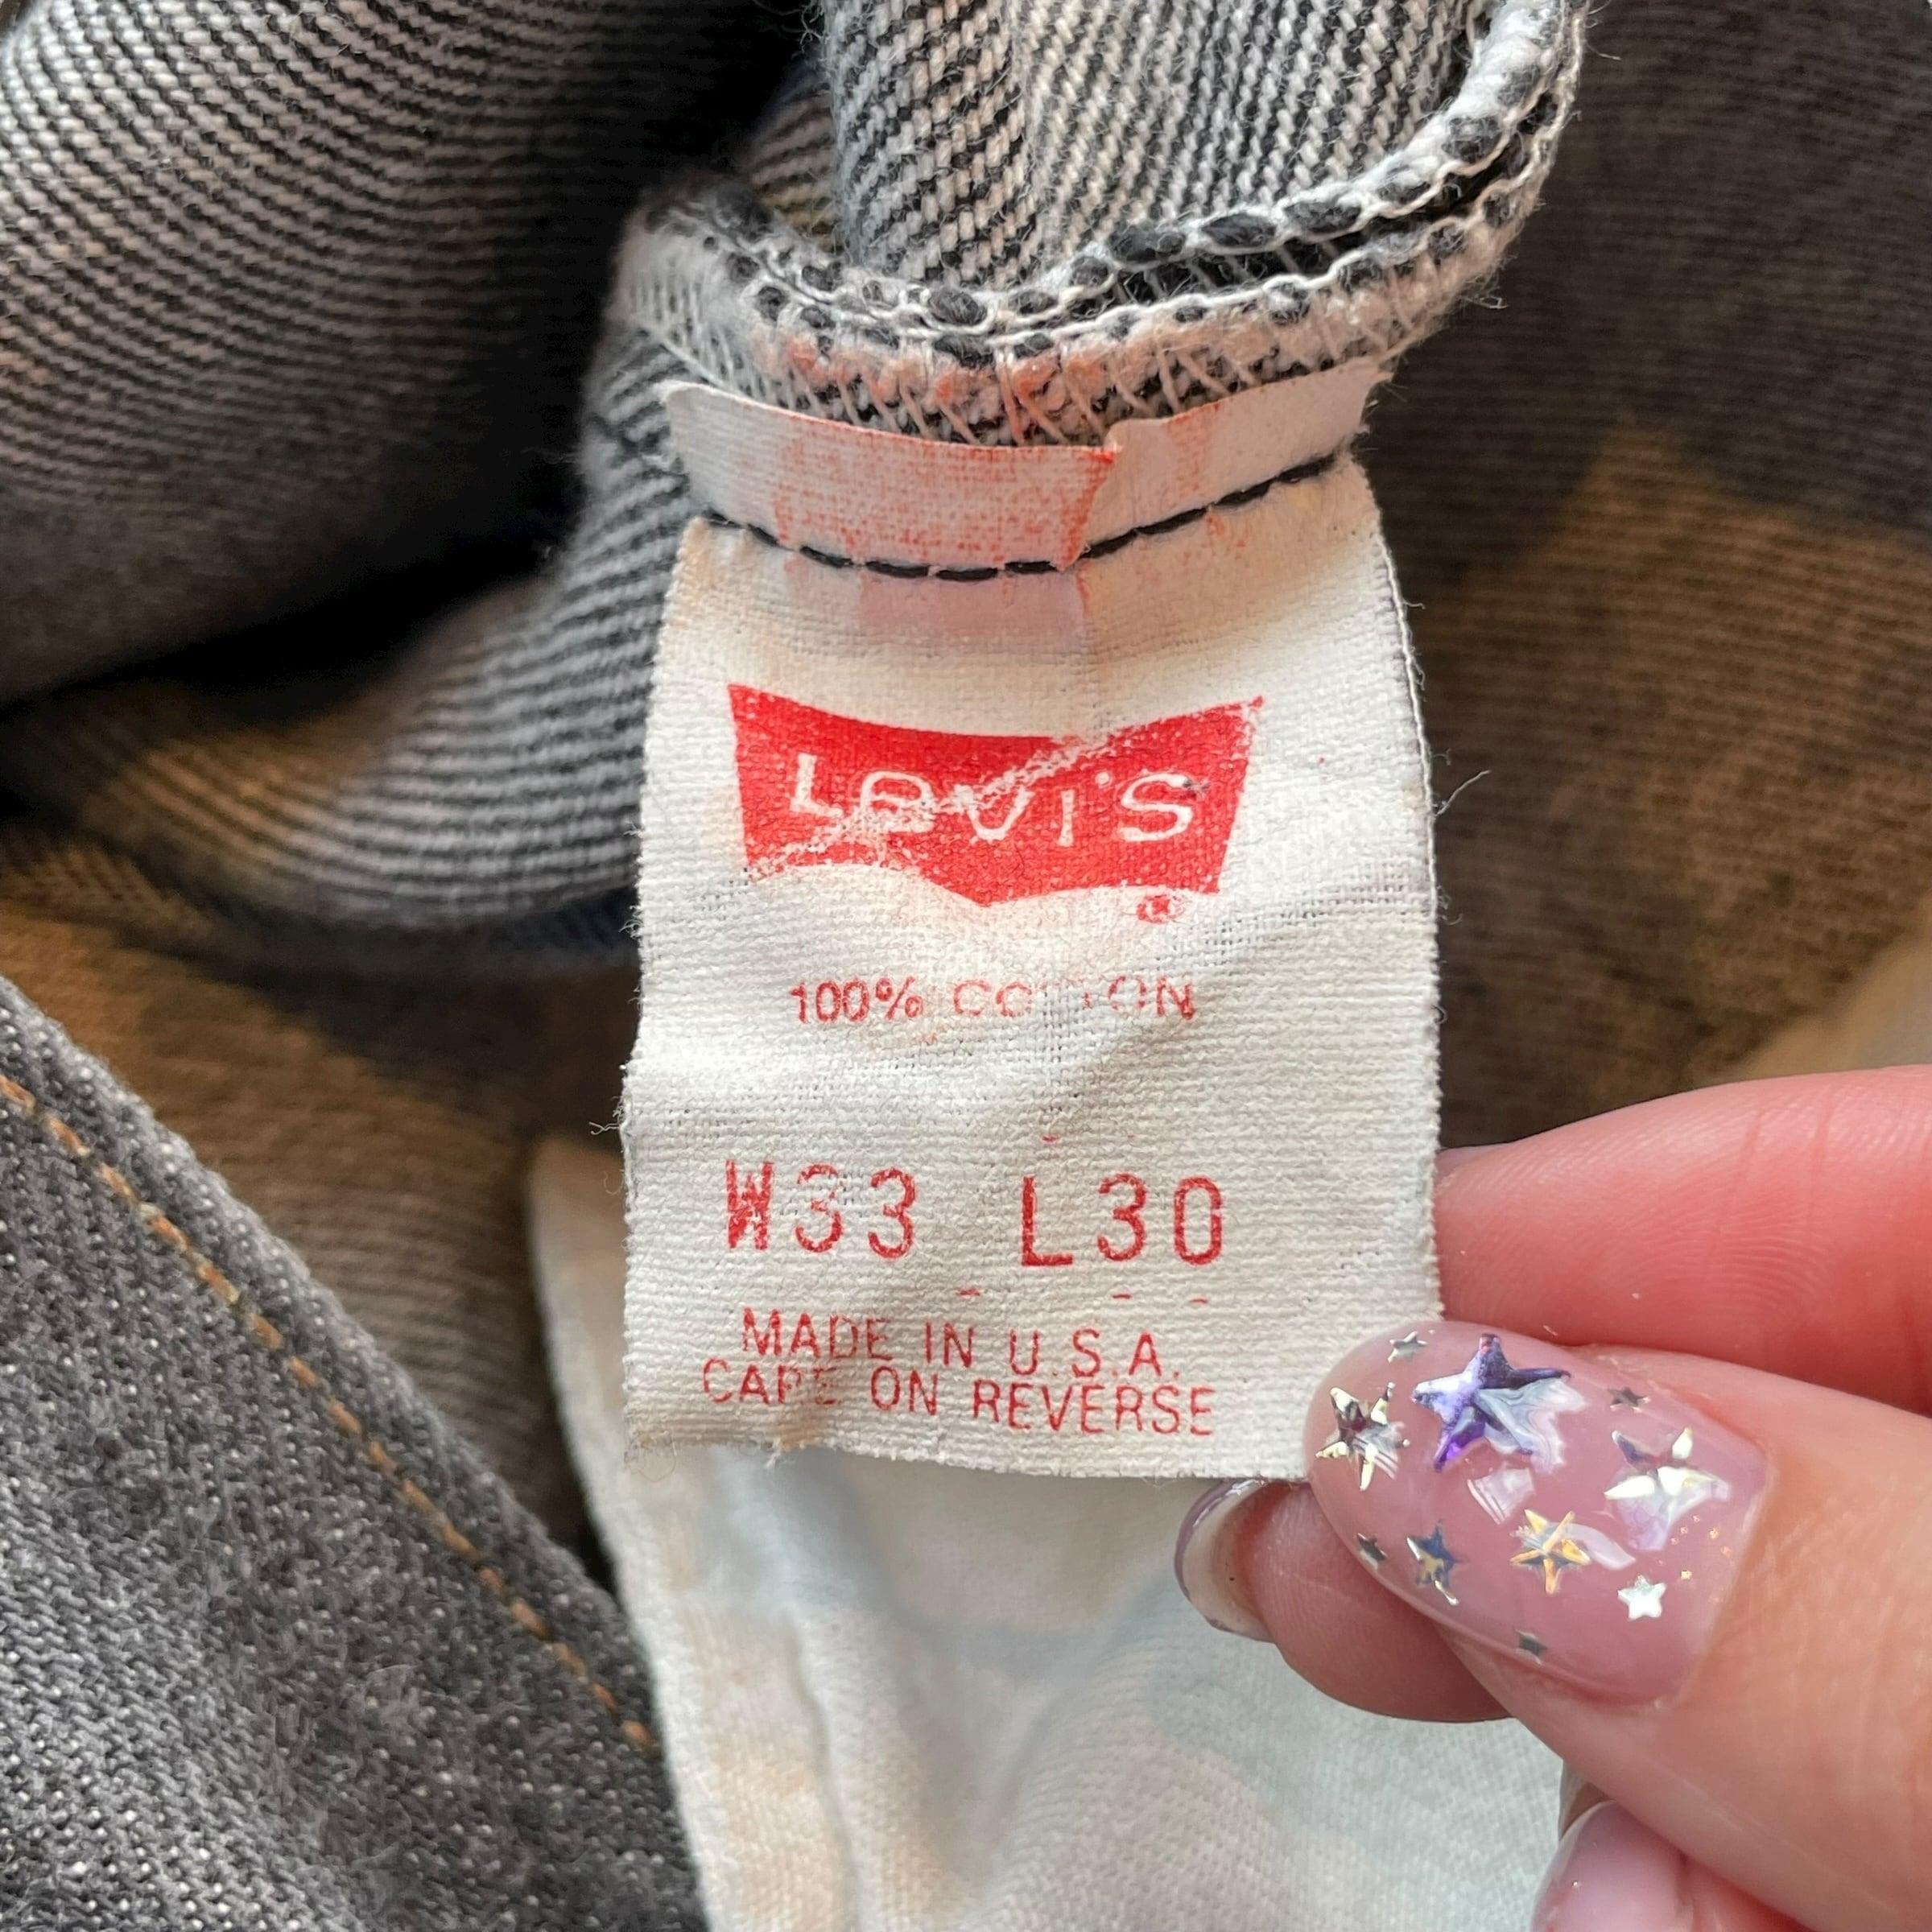 Levi's
®
100% COTTON
W33 L30
MADE IN U.S.A.
CARE ON REVERSE